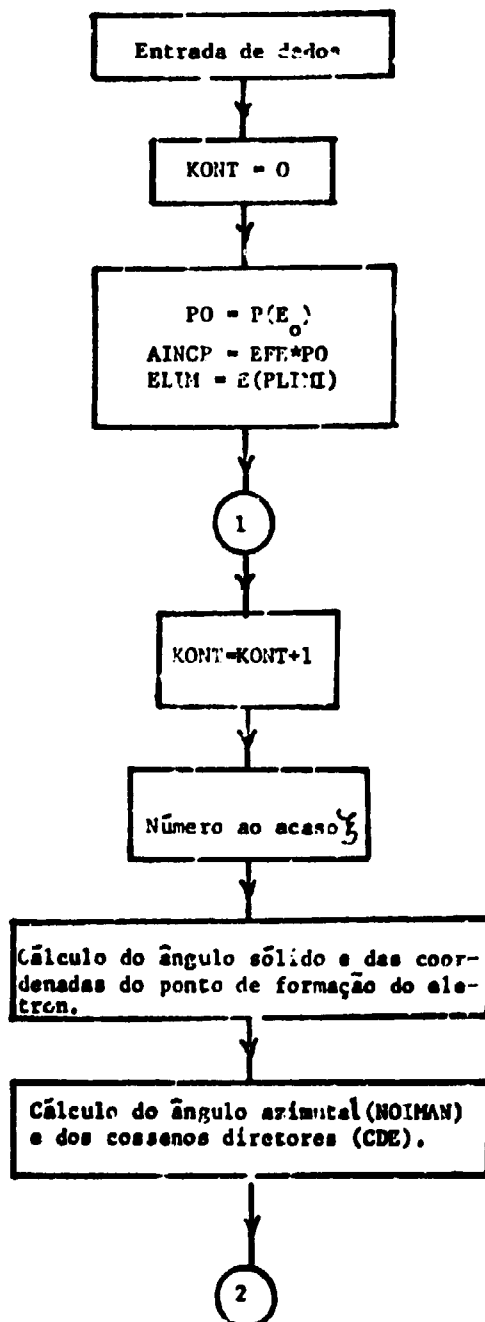 Entrada de dados
KONT = 0
PO = P(E_o)
AINCP = EFE*PO
ELIM = E(PLIMI)
1
KONT=KONT+1
Número ao acaso ξ
Cálculo do ângulo sólido e das coor-
denadas do ponto de formação do ele-
tron.
Cálculo do ângulo azimutal (NOIMAN)
e dos cossenos diretores (CDE).
2